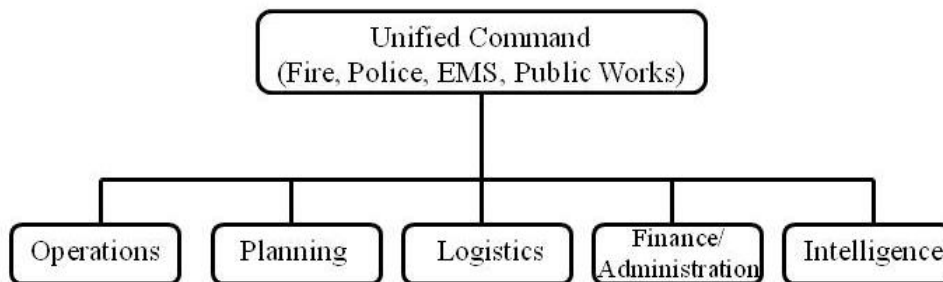 Unified Command
(Fire, Police, EMS, Public Works)
Operations
Planning
Logistics
Finance/
Administration
Intelligence